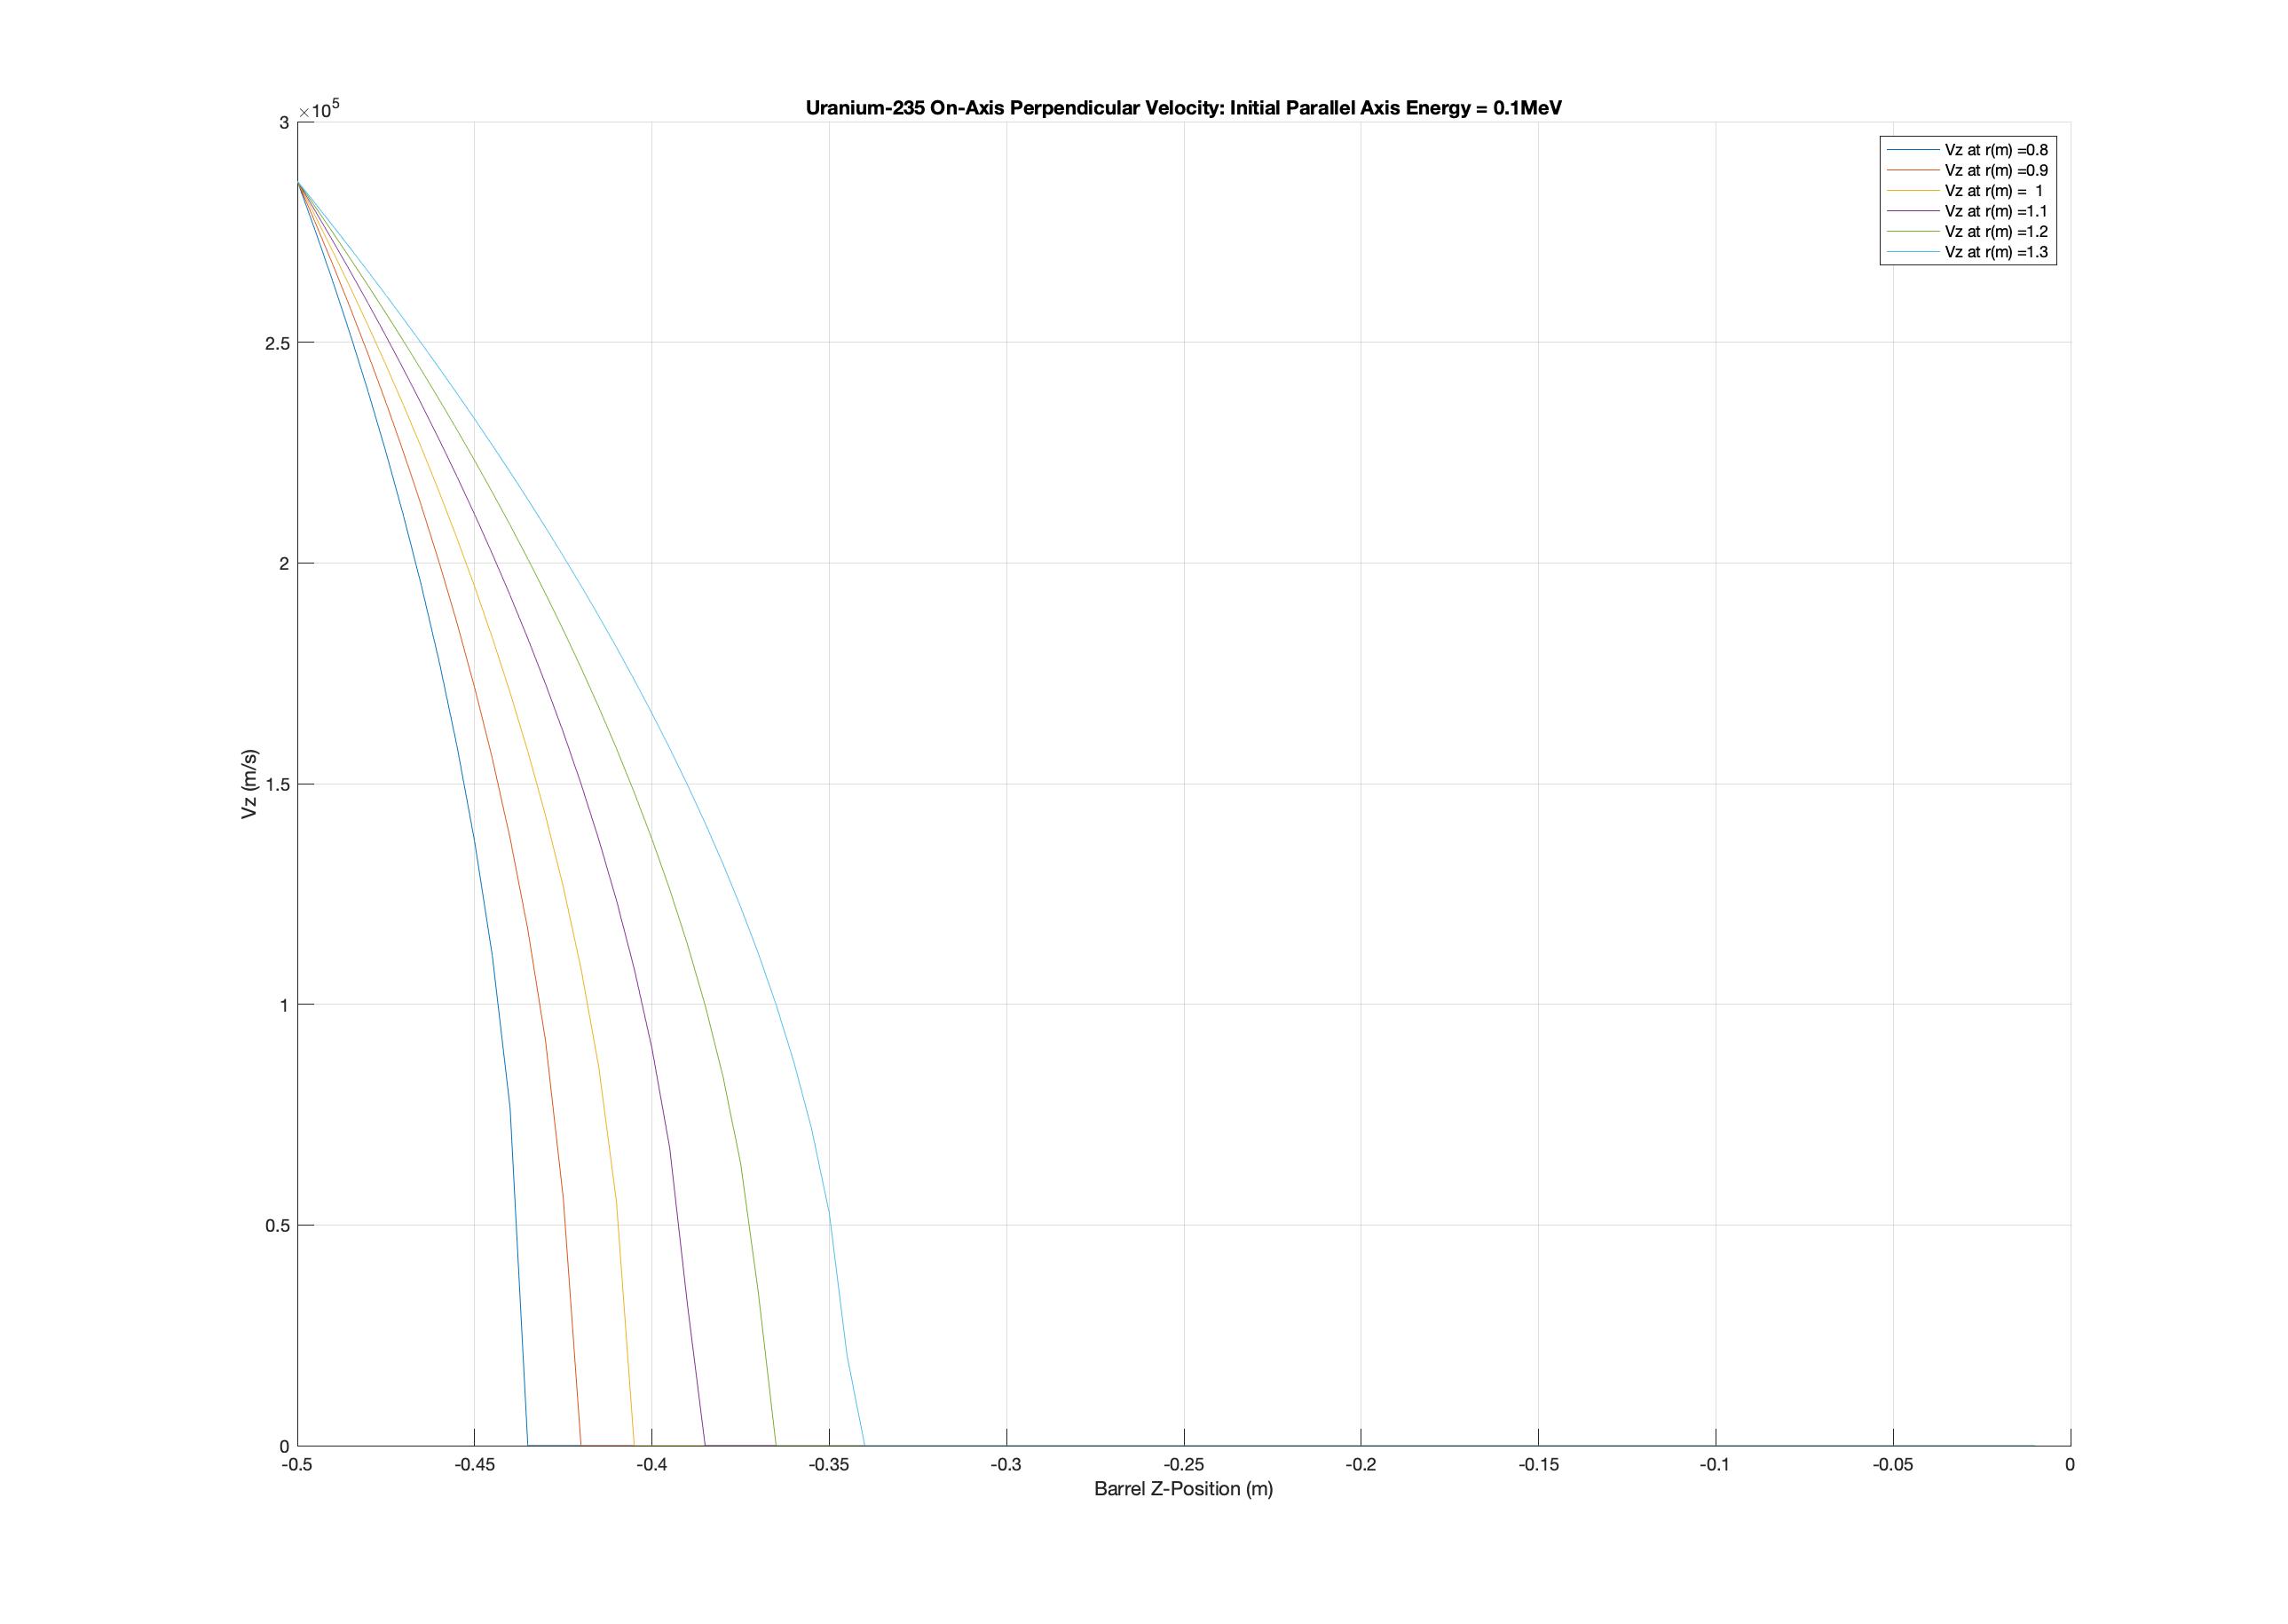 Uranium-235 On-Axis Perpendicular Velocity: Initial Parallel Axis Energy = 0.1MeV
×10⁵
3
2.5
2
1.5
1
0.5
0
Vz (m/s)
-0.5 -0.45 -0.4 -0.35 -0.3 -0.25 -0.2 -0.15 -0.1 -0.05 0
Barrel Z-Position (m)
Vz at r(m) =0.8
Vz at r(m) =0.9
Vz at r(m) =  1
Vz at r(m) =1.1
Vz at r(m) =1.2
Vz at r(m) =1.3